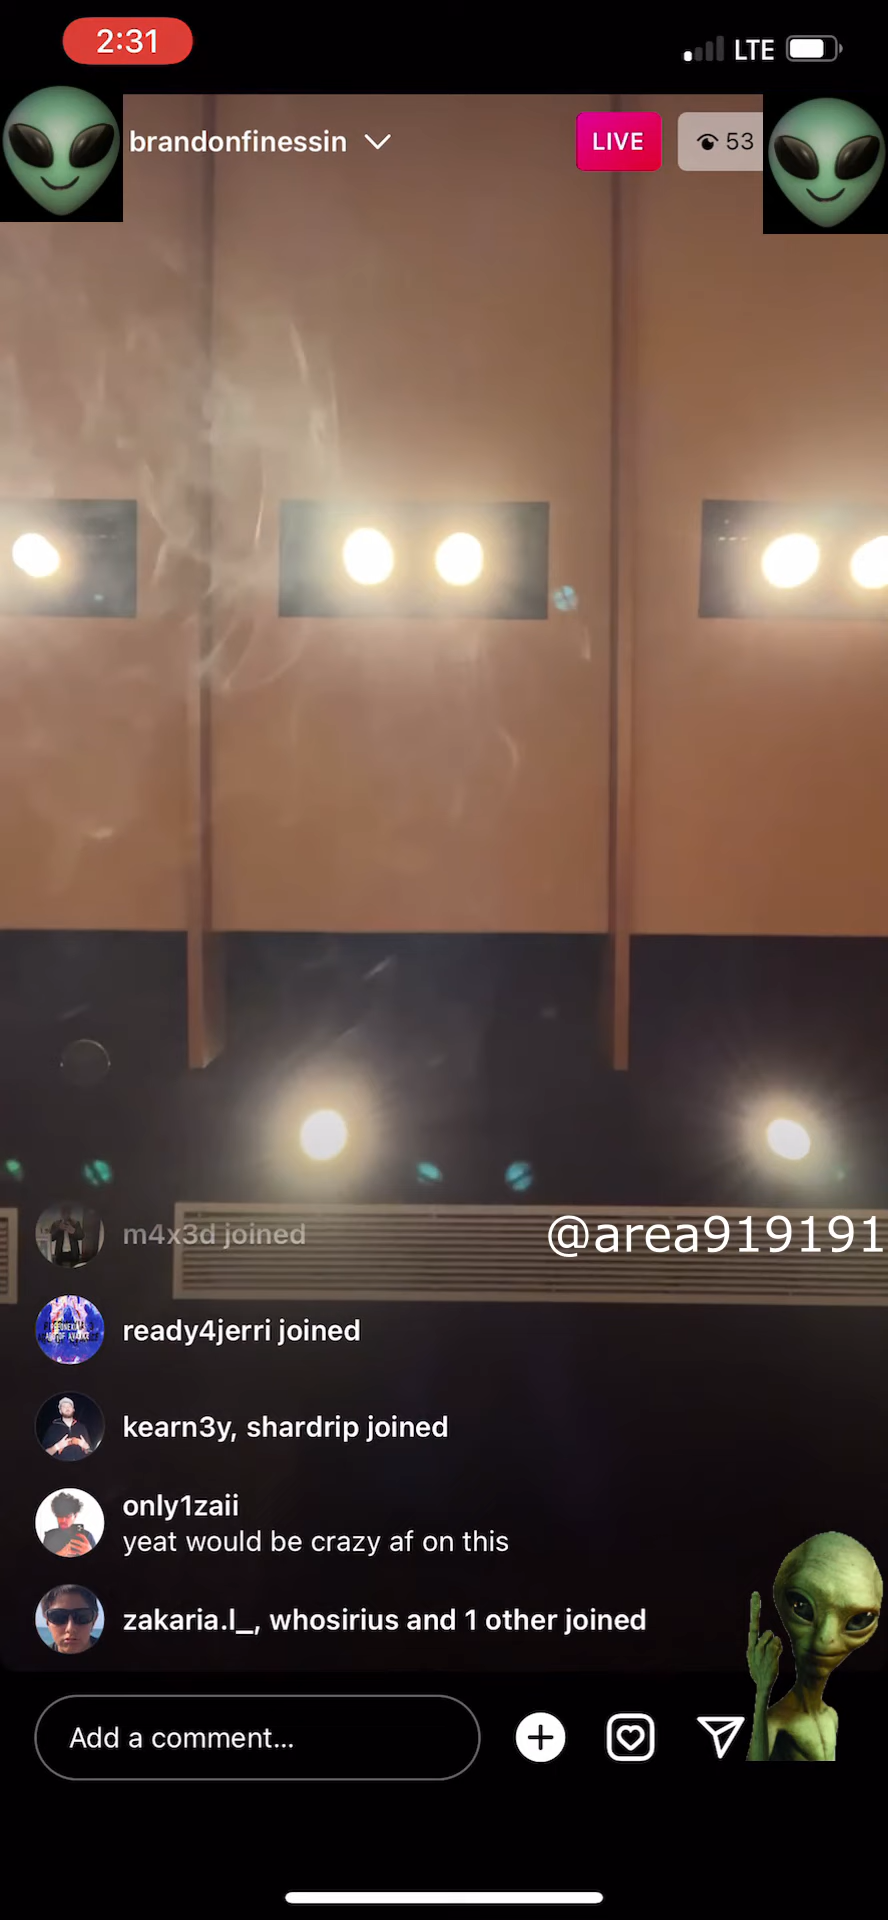 2:31
LTE
brandonfinessin
LIVE
53
m4x3d joined
@area919191
ready4jerri joined
kearn3y, shardrip joined
only1zaii
yeat would be crazy af on this
zakaria.l_, whosirius and 1 other joined
Add a comment...